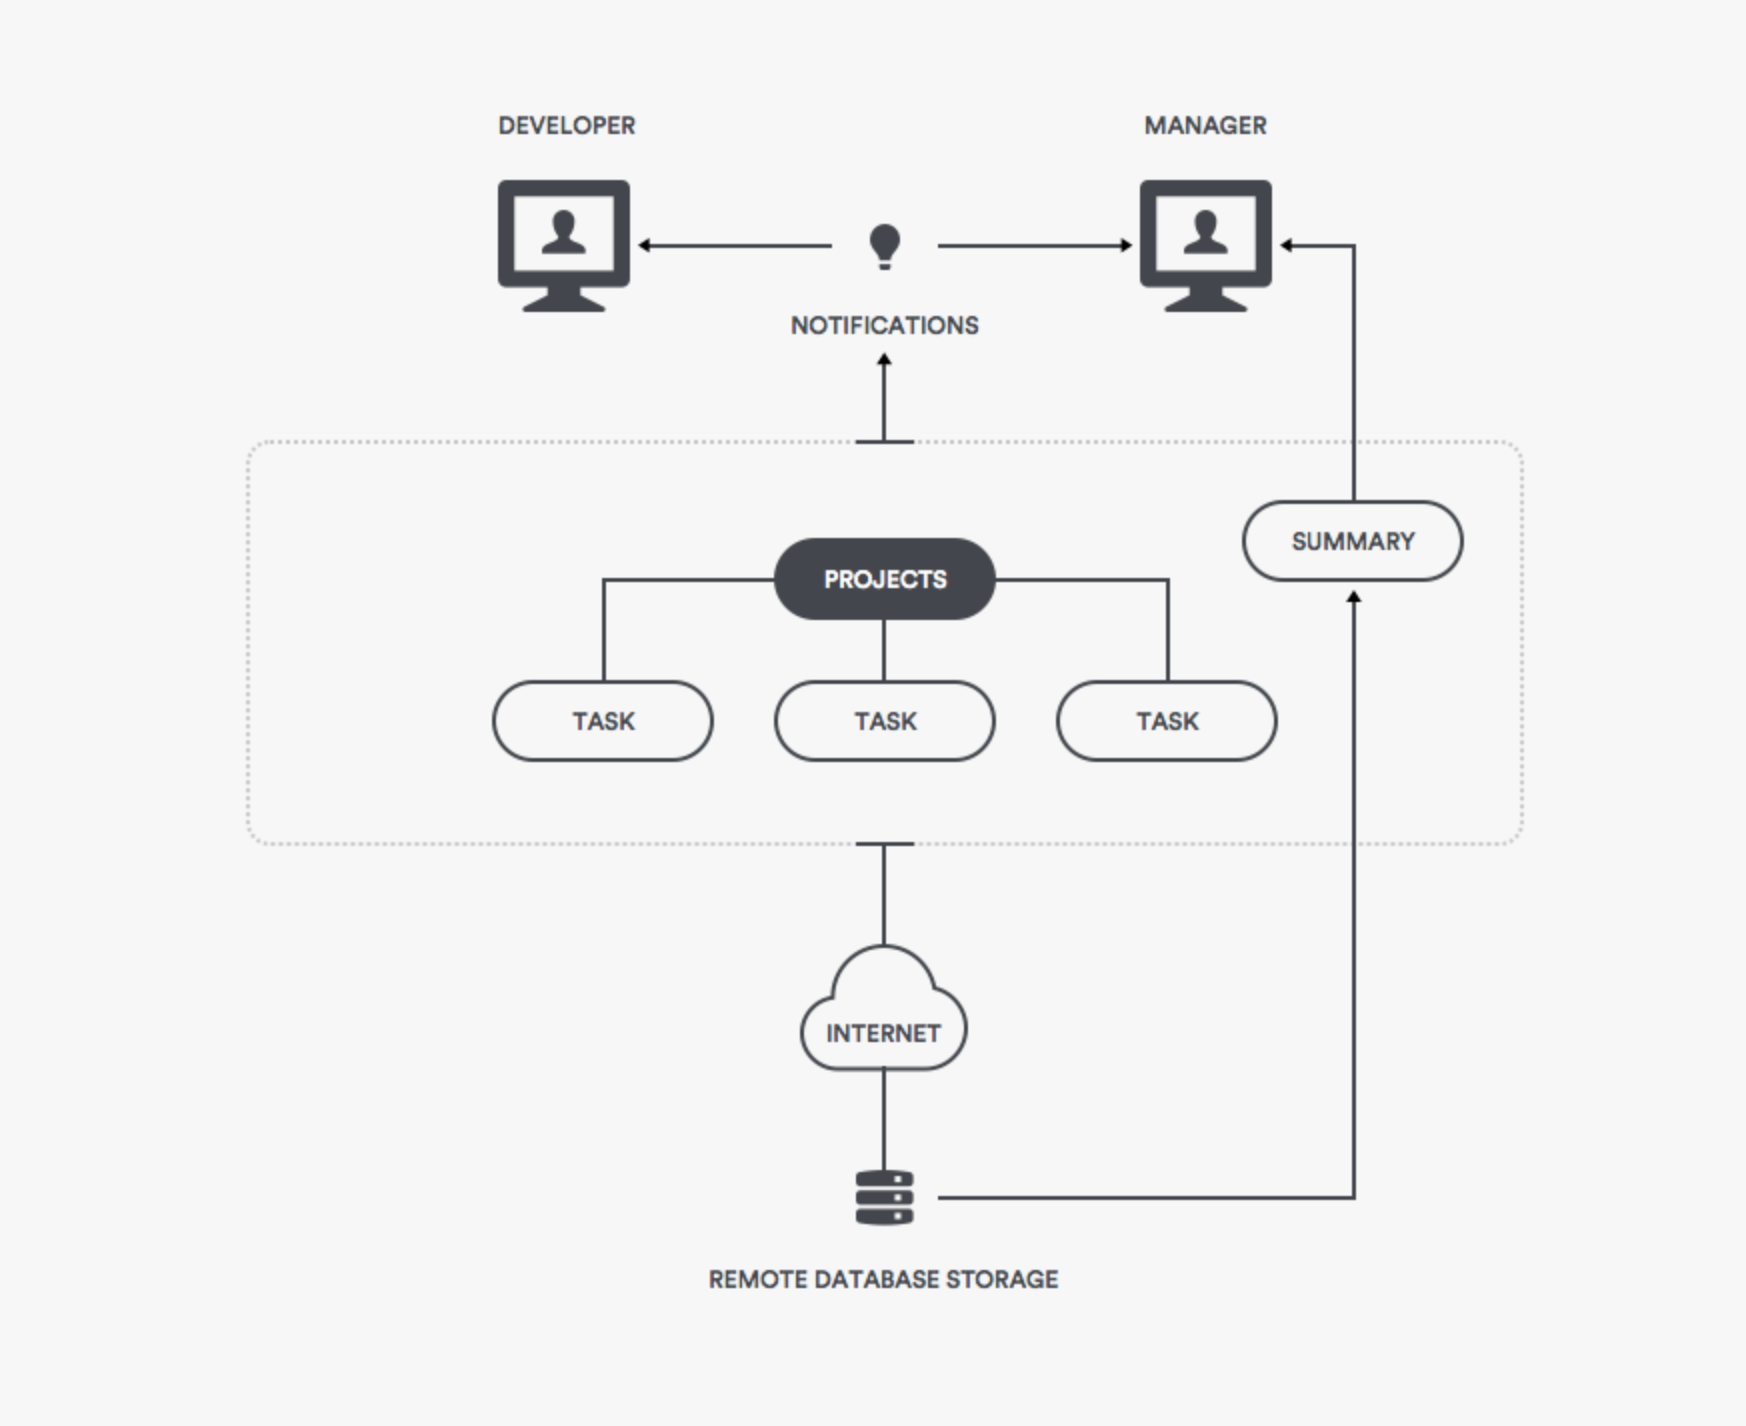 DEVELOPER
MANAGER
NOTIFICATIONS
SUMMARY
PROJECTS
TASK
TASK
TASK
INTERNET
REMOTE DATABASE STORAGE